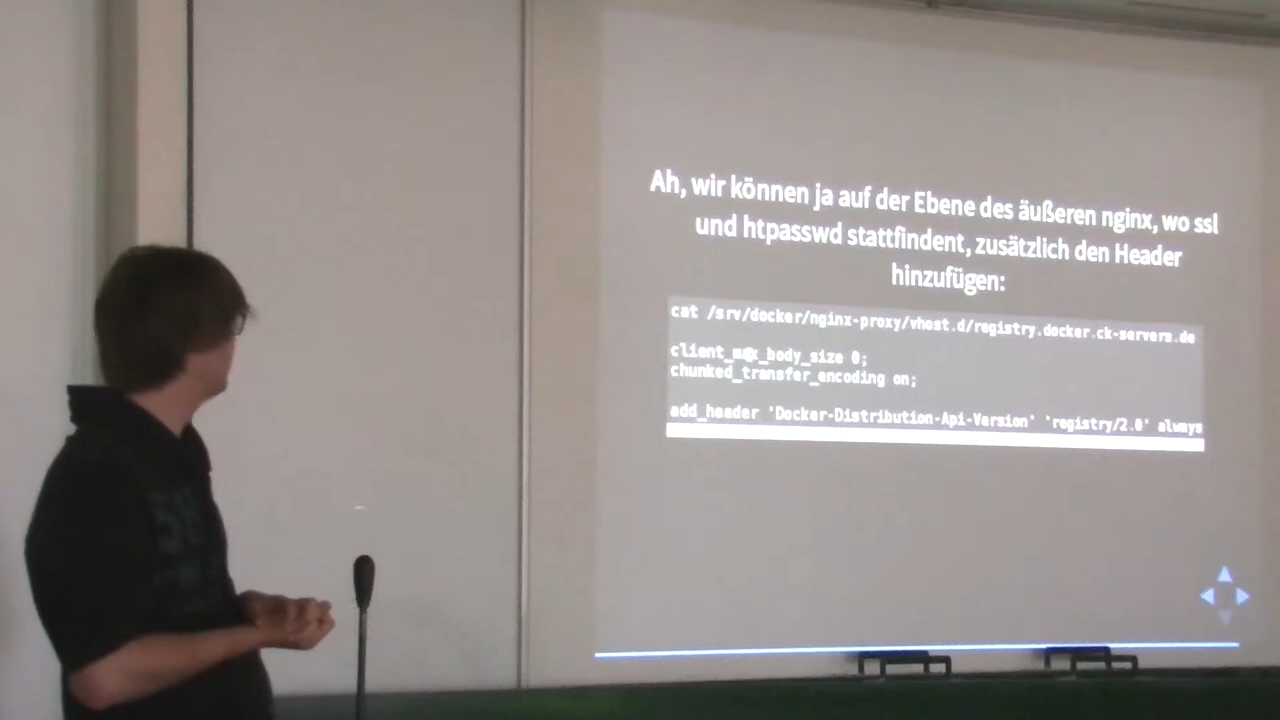 Ah, wir können ja auf der Ebene des äußeren nginx, wo ssl
und htpasswd stattfindent, zusätzlich den Header
hinzufügen:
cat /srv/docker/nginx-proxy/vhost.d/registry.docker.ck-servers.de
client_max_body_size 0;
chunked_transfer_encoding on;
add_header 'Docker-Distribution-Api-Version' 'registry/2.0' always